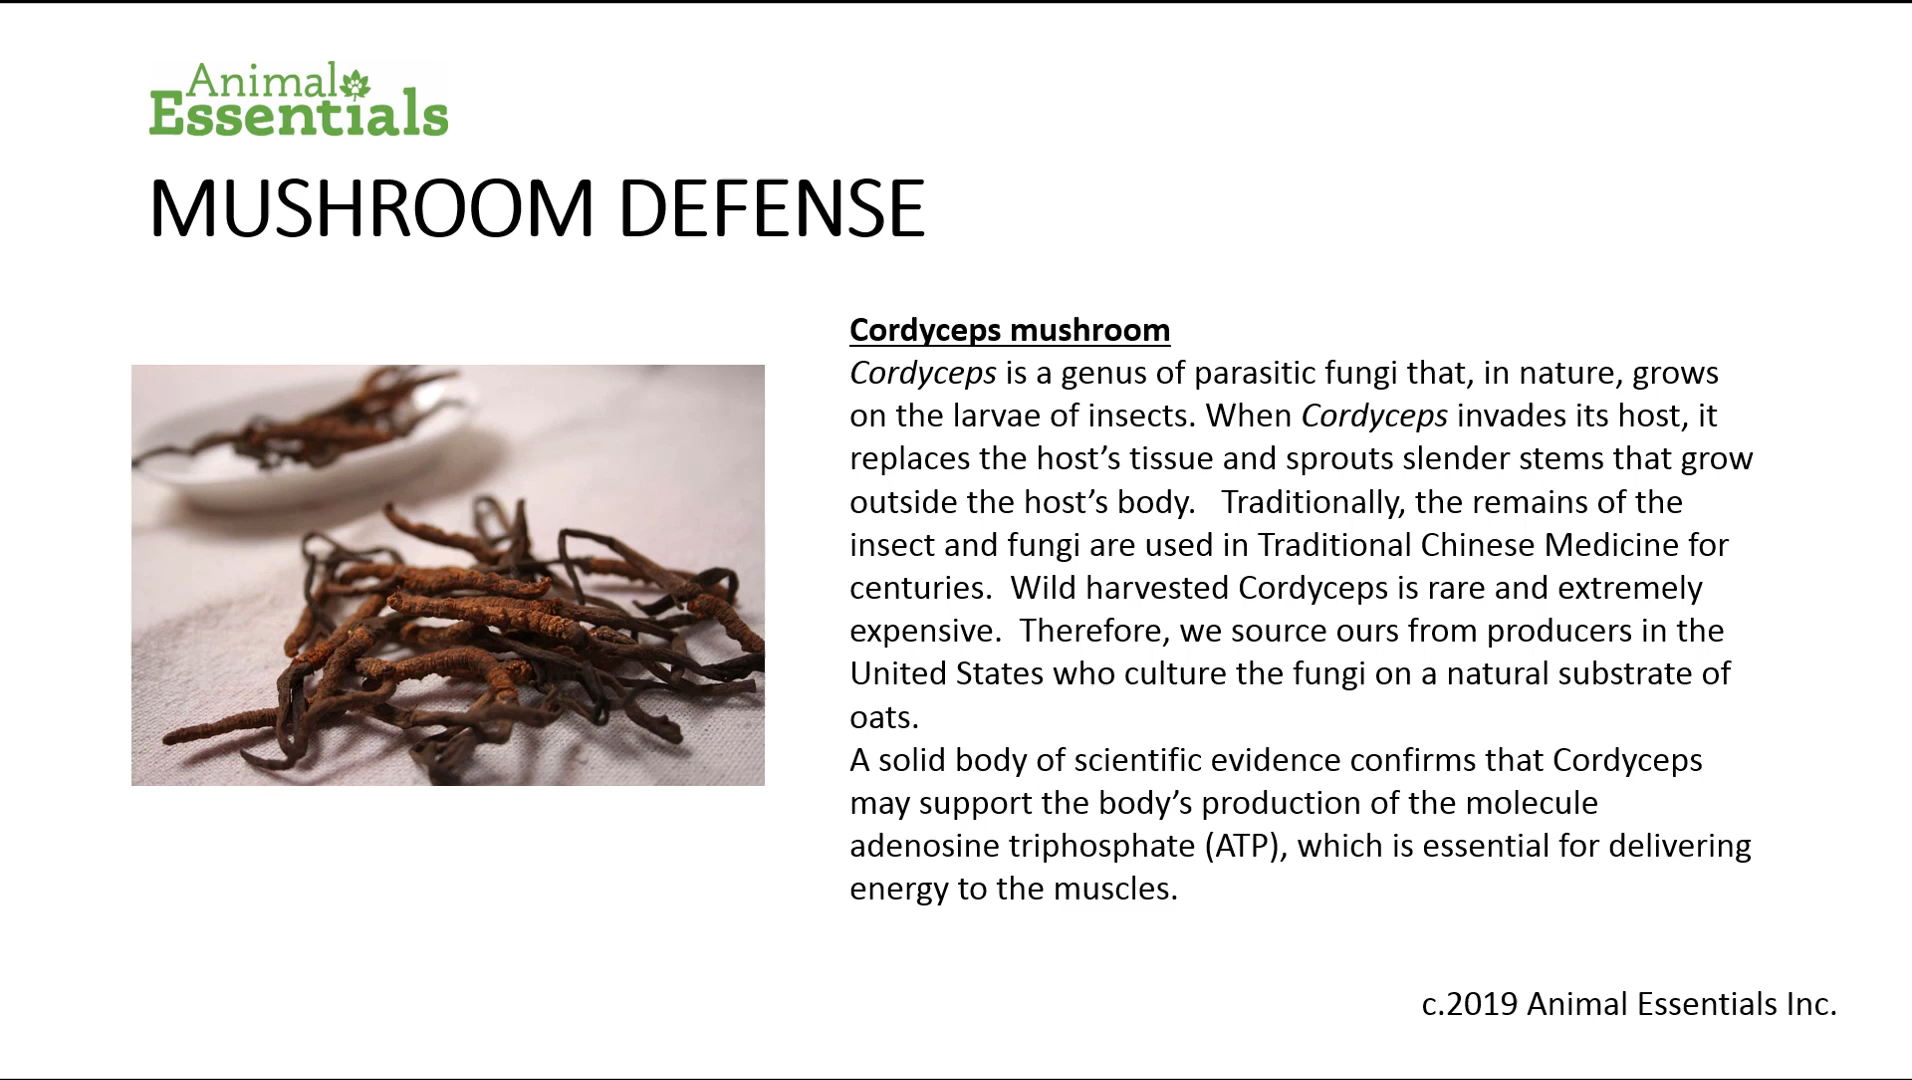 Animal
Essentials
MUSHROOM DEFENSE
Cordyceps mushroom
Cordyceps is a genus of parasitic fungi that, in nature, grows
on the larvae of insects. When Cordyceps invades its host, it
replaces the host’s tissue and sprouts slender stems that grow
outside the host’s body.   Traditionally, the remains of the
insect and fungi are used in Traditional Chinese Medicine for
centuries.  Wild harvested Cordyceps is rare and extremely
expensive.  Therefore, we source ours from producers in the
United States who culture the fungi on a natural substrate of
oats.
A solid body of scientific evidence confirms that Cordyceps
may support the body’s production of the molecule
adenosine triphosphate (ATP), which is essential for delivering
energy to the muscles.
c.2019 Animal Essentials Inc.